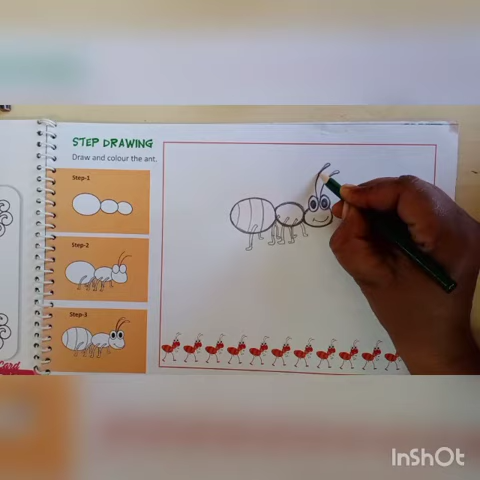 STEP DRAWING
Draw and colour the ant.
Step-1
Step-2
Step-3
InShOt